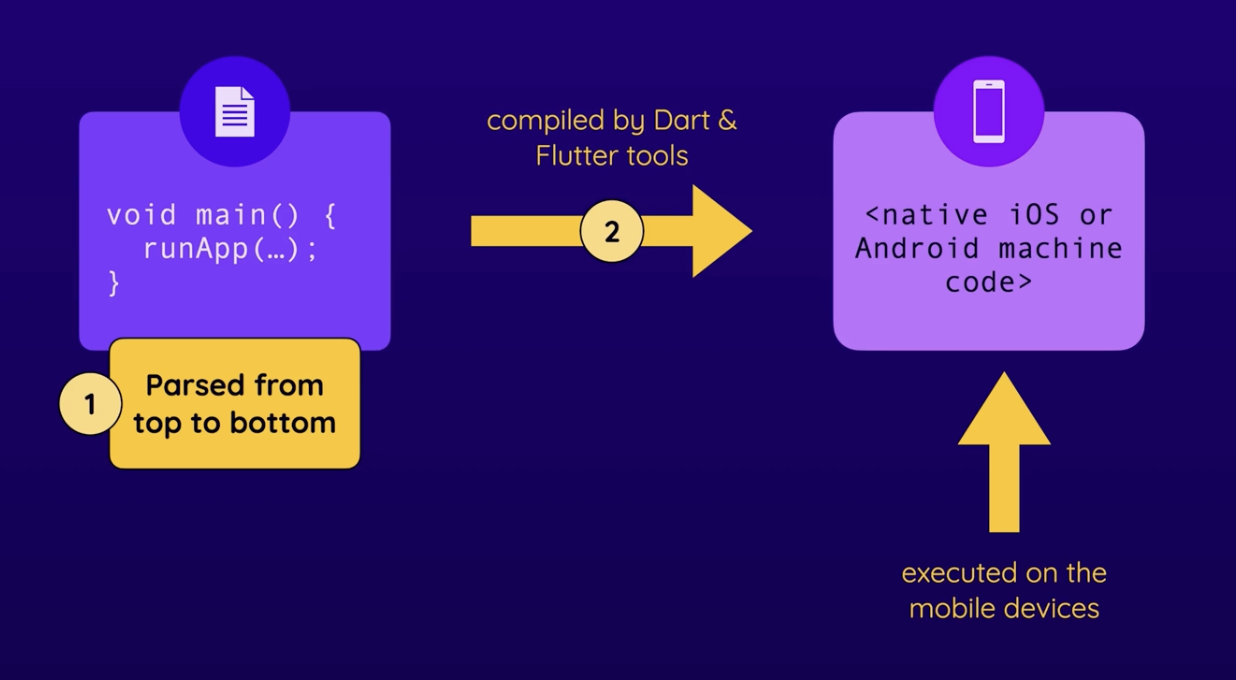 void main() {
runApp(…);
}
1
Parsed from
top to bottom
compiled by Dart &
Flutter tools
2
<native iOS or
Android machine
code>
executed on the
mobile devices